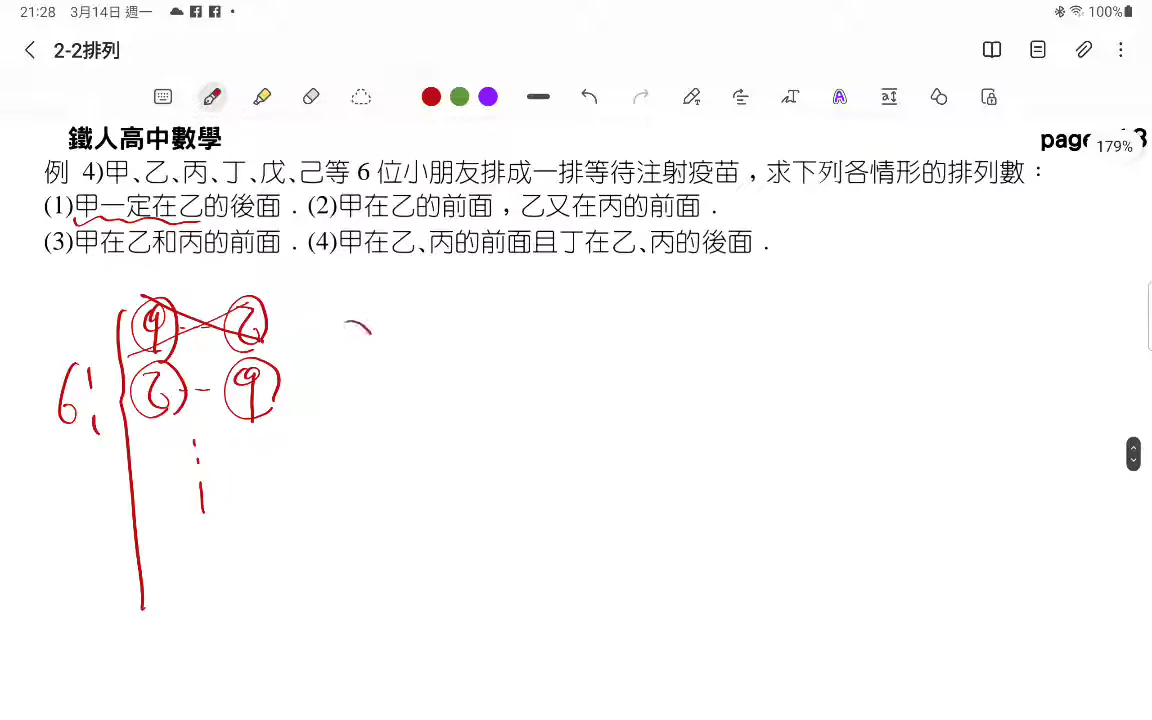 21:28 3月14日 週一 100%
2-2排列
鐵人高中數學
179%
例 4)甲、乙、丙、丁、戊、己等 6 位小朋友排成一排等待注射疫苗，求下列各情形的排列數：
(1)甲一定在乙的後面．(2)甲在乙的前面，乙又在丙的前面．
(3)甲在乙和丙的前面．(4)甲在乙、丙的前面且丁在乙、丙的後面．
甲 -- 乙
6! 乙 -- 甲